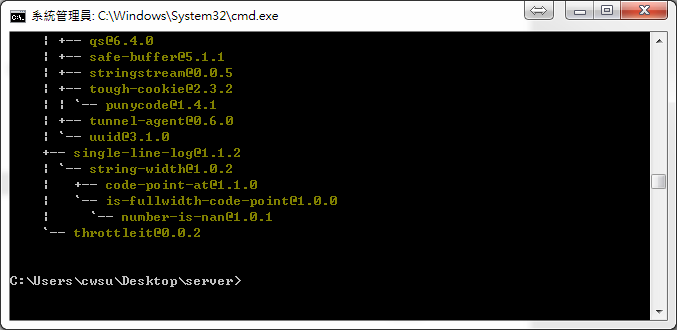 系統管理員: C:\Windows\System32\cmd.exe
¦ +-- qs@6.4.0
¦ +-- safe-buffer@5.1.1
¦ +-- stringstream@0.0.5
¦ +-- tough-cookie@2.3.2
¦ ¦ `-- punycode@1.4.1
¦ +-- tunnel-agent@0.6.0
¦ `-- uuid@3.1.0
+-- single-line-log@1.1.2
¦ `-- string-width@1.0.2
¦   +-- code-point-at@1.1.0
¦   `-- is-fullwidth-code-point@1.0.0
¦     `-- number-is-nan@1.0.1
`-- throttleit@0.0.2
C:\Users\cwsu\Desktop\server>